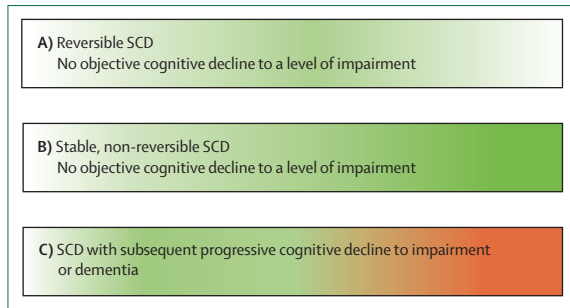 A) Reversible SCD
No objective cognitive decline to a level of impairment
B) Stable, non-reversible SCD
No objective cognitive decline to a level of impairment
C) SCD with subsequent progressive cognitive decline to impairment
or dementia